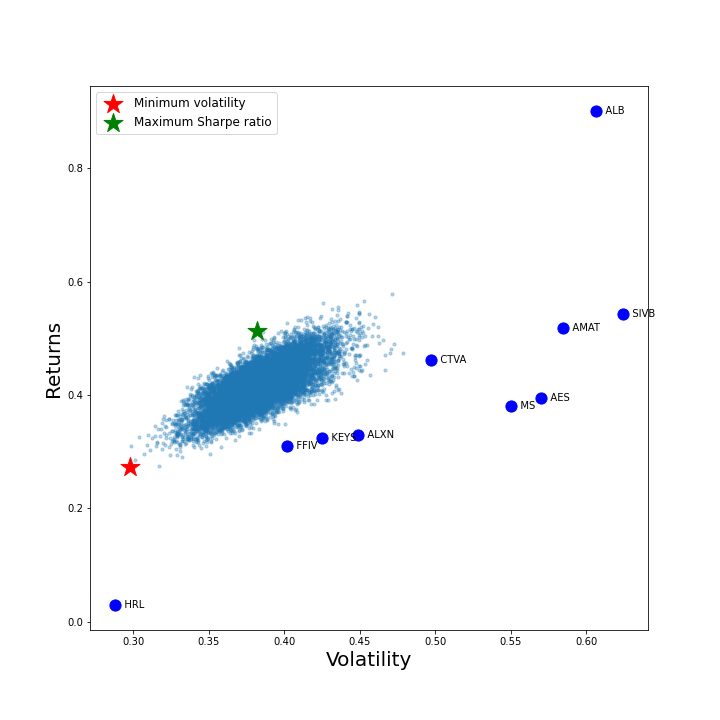 Minimum volatility
Maximum Sharpe ratio
ALB
0.8
0.6
SIVB
AMAT
CTVA
0.4
AES
MS
ALXN
KEYS
FFIV
0.2
HRL
0.0
0.30 0.35 0.40 0.45 0.50 0.55 0.60
Volatility
Returns